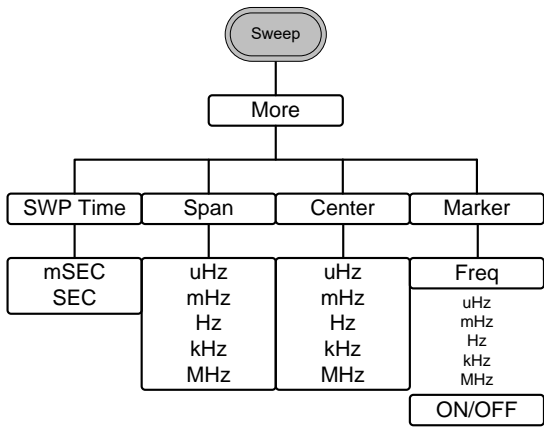 Sweep
More
SWP Time
Span
Center
Marker
mSEC
SEC
uHz
mHz
Hz
kHz
MHz
uHz
mHz
Hz
kHz
MHz
Freq
uHz
mHz
Hz
kHz
MHz
ON/OFF